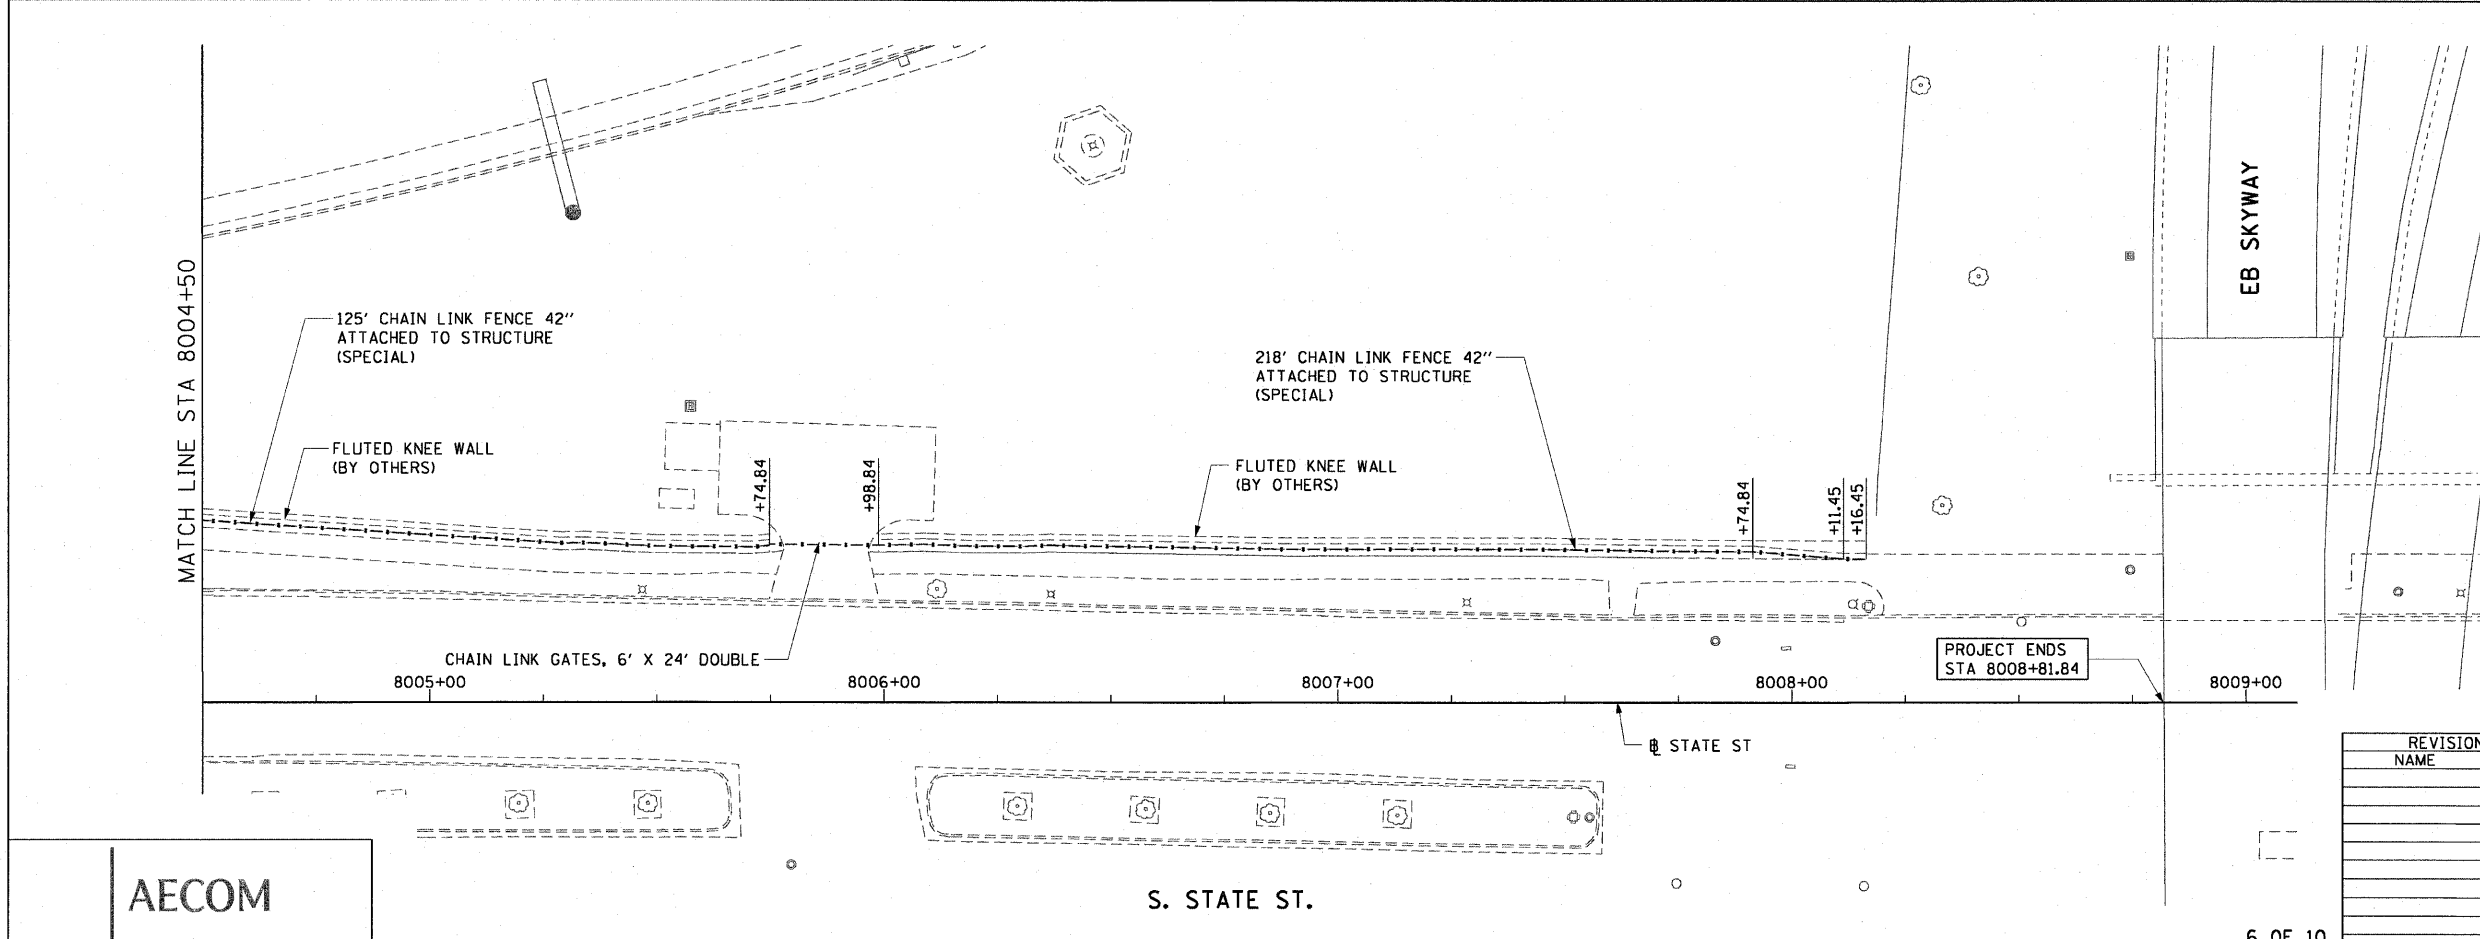 MATCH LINE STA 8004+50
125' CHAIN LINK FENCE 42"
ATTACHED TO STRUCTURE
(SPECIAL)
FLUTED KNEE WALL
(BY OTHERS)
+74.84
+98.84
218' CHAIN LINK FENCE 42"
ATTACHED TO STRUCTURE
(SPECIAL)
FLUTED KNEE WALL
(BY OTHERS)
+74.84
+11.45
+16.45
EB SKYWAY
CHAIN LINK GATES, 6' X 24' DOUBLE
PROJECT ENDS
STA 8008+81.84
8005+00
8006+00
8007+00
8008+00
8009+00
STATE ST
REVISION
NAME
AECOM
S. STATE ST.
6 OF 10